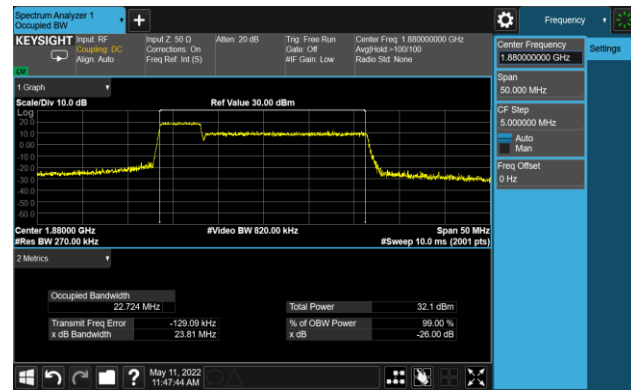 Spectrum Analyzer 1
Occupied BW
Frequency
KEYSIGHT
Input: RF
Coupling: DC
Align: Auto
Input Z: 50 Ω
Corrections: On
Freq Ref: Int (S)
Atten: 20 dB
Trig: Free Run
Gate: Off
#IF Gain: Low
Center Freq: 1.880000000 GHz
Avg|Hold:>100/100
Radio Std: None
Center Frequency
1.880000000 GHz
Settings
Span
50.000 MHz
CF Step
5.000000 MHz
Auto
Man
Freq Offset
0 Hz
1 Graph
Scale/Div 10.0 dB
Ref Value 30.00 dBm
Log
20.0
10.0
0.00
-10.0
-20.0
-30.0
-40.0
-50.0
-60.0
Center 1.88000 GHz
#Video BW 820.00 kHz
Span 50 MHz
#Res BW 270.00 kHz
#Sweep 10.0 ms (2001 pts)
2 Metrics
Occupied Bandwidth
22.724 MHz
Total Power
32.1 dBm
Transmit Freq Error
-129.09 kHz
% of OBW Power
99.00 %
x dB Bandwidth
23.81 MHz
x dB
-26.00 dB
?
May 11, 2022
11:47:44 AM